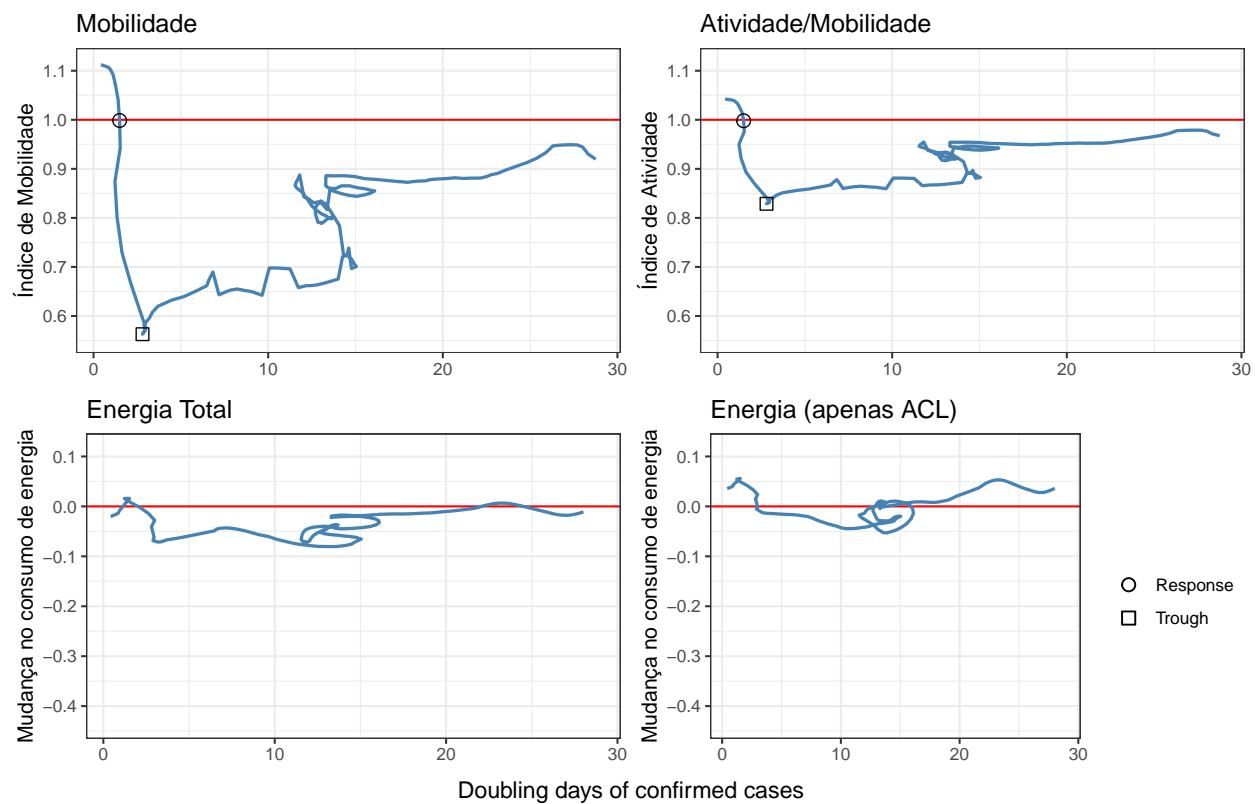 Mobilidade
Índice de Mobilidade
1.1
1.0
0.9
0.8
0.7
0.6
0 10 20 30
Atividade/Mobilidade
Índice de Atividade
1.1
1.0
0.9
0.8
0.7
0.6
0 10 20 30
Energia Total
Mudança no consumo de energia
0.1
0.0
−0.1
−0.2
−0.3
−0.4
0 10 20 30
Energia (apenas ACL)
Mudança no consumo de energia
0.1
0.0
−0.1
−0.2
−0.3
−0.4
0 10 20 30
Response
Trough
Doubling days of confirmed cases